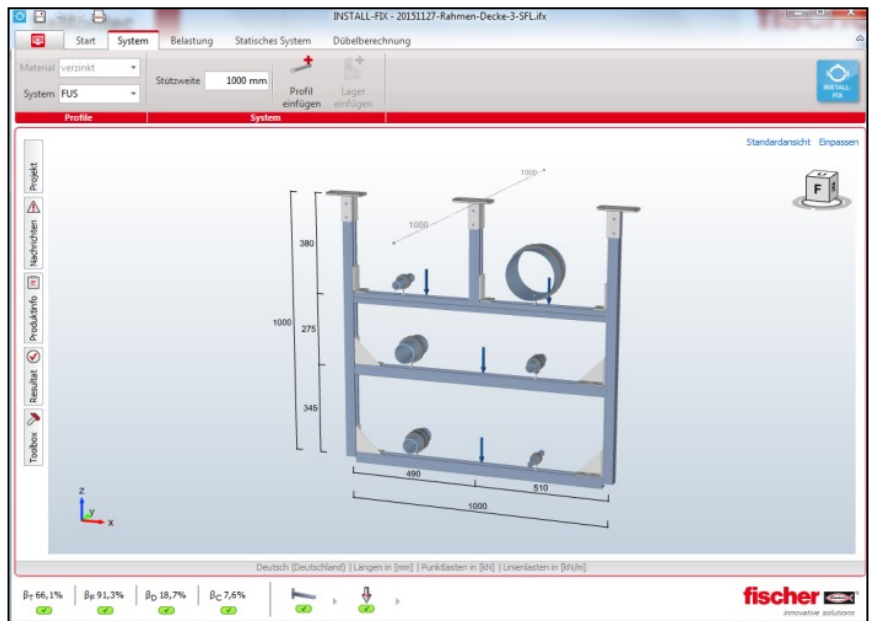 INSTALL-FIX - 20151127-Rahmen-Decke-3-SFL.ifx
Start System Belastung Statisches System Dübelberechnung
Material verzinkt
System FUS
Stützweite 1000 mm
Profil einfügen
Lager einfügen
INSTALL-FIX
Profile System
Standardansicht Einpassen
Projekt
Nachrichten
Produktinfo
Resultat
Toolbox
F
1000
1000
380
1000
275
345
490
510
1000
z
y
x
Deutsch (Deutschland) | Längen in [mm] | Punktlasten in [kN] | Linienlasten in [kN/m]
βT 66,1% βF 91,3% βD 18,7% βC 7,6%
fischer
innovative solutions